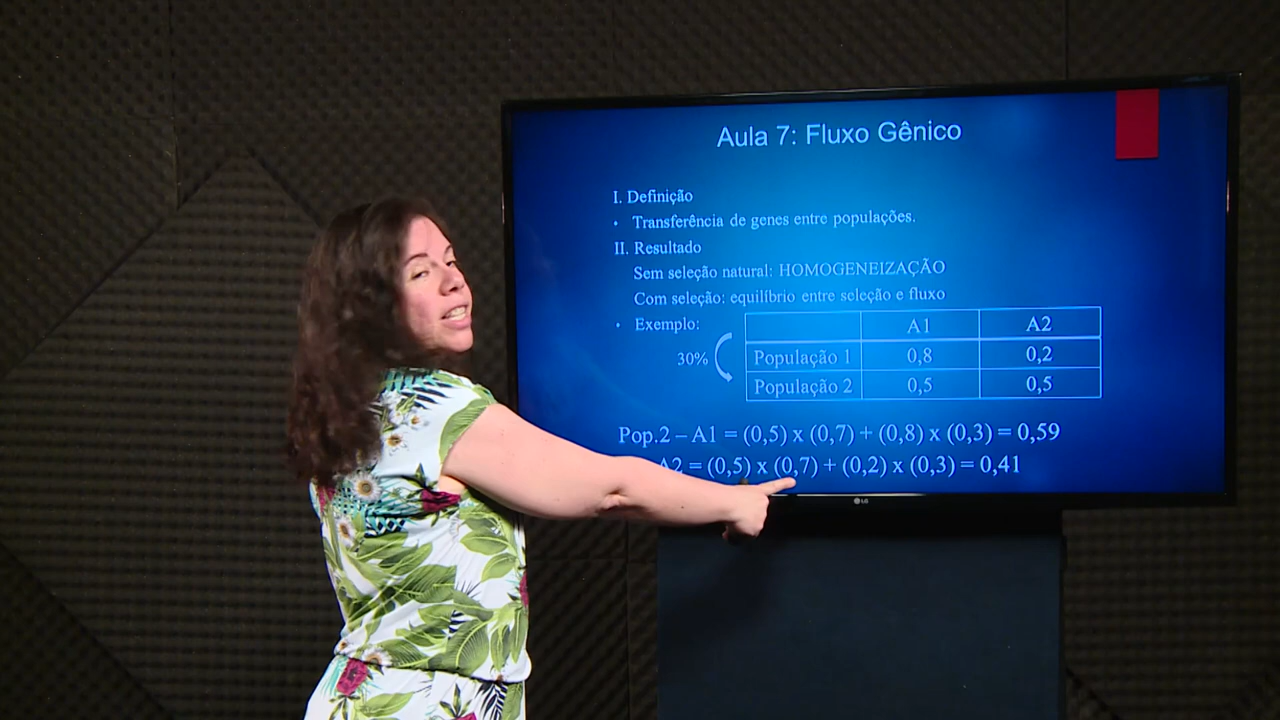 Aula 7: Fluxo Gênico
I. Definição
• Transferência de genes entre populações.
II. Resultado
Sem seleção natural: HOMOGENEIZAÇÃO
Com seleção: equilíbrio entre seleção e fluxo
• Exemplo:
A1 A2
30%
População 1 0,8 0,2
População 2 0,5 0,5
Pop.2 – A1 = (0,5) x (0,7) + (0,8) x (0,3) = 0,59
A2 = (0,5) x (0,7) + (0,2) x (0,3) = 0,41
LG